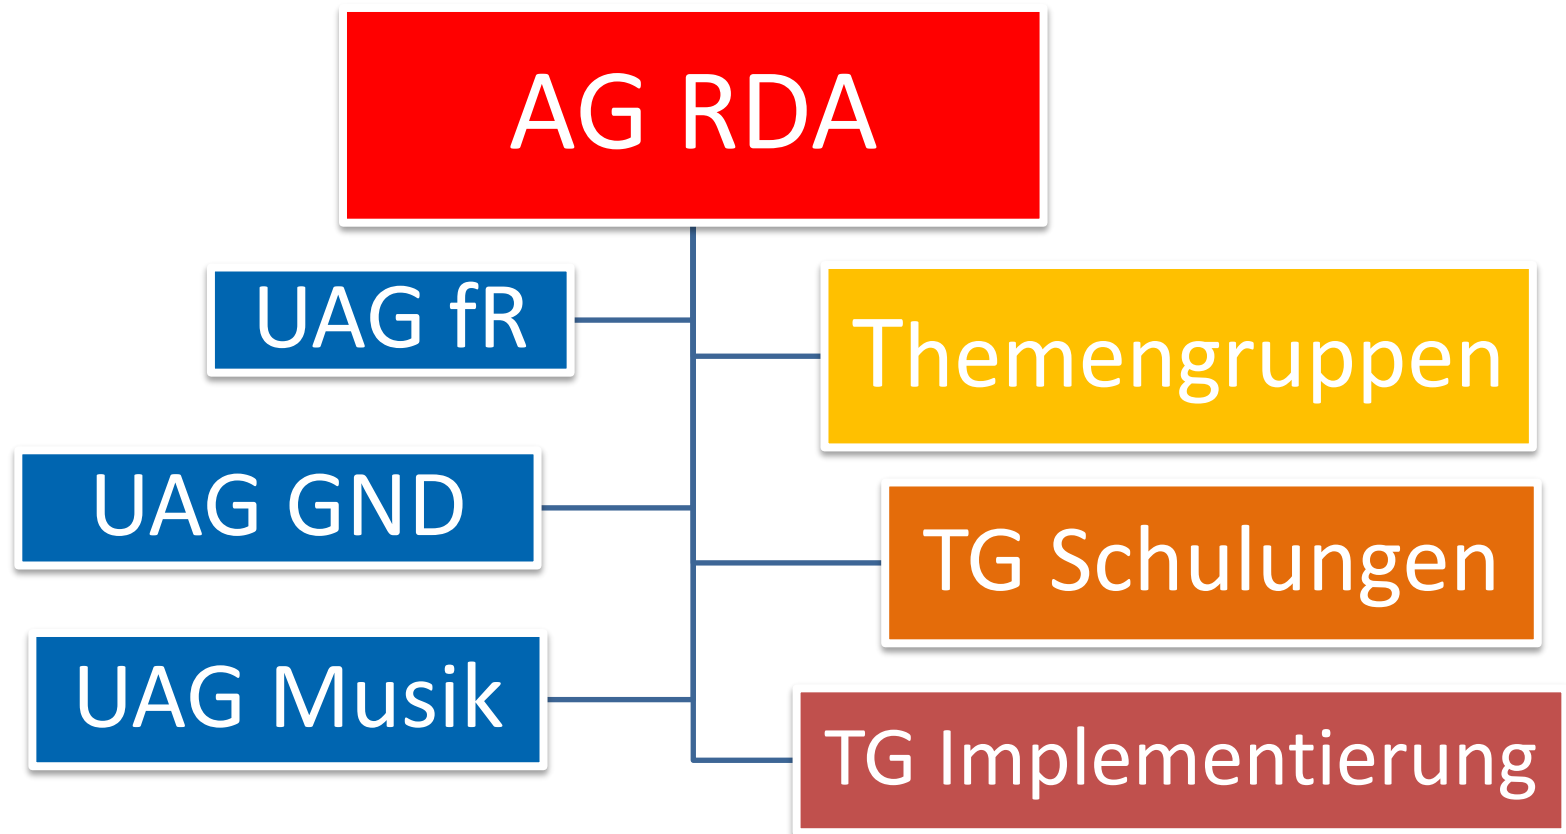 AG RDA
UAG fR
Themengruppen
UAG GND
TG Schulungen
UAG Musik
TG Implementierung